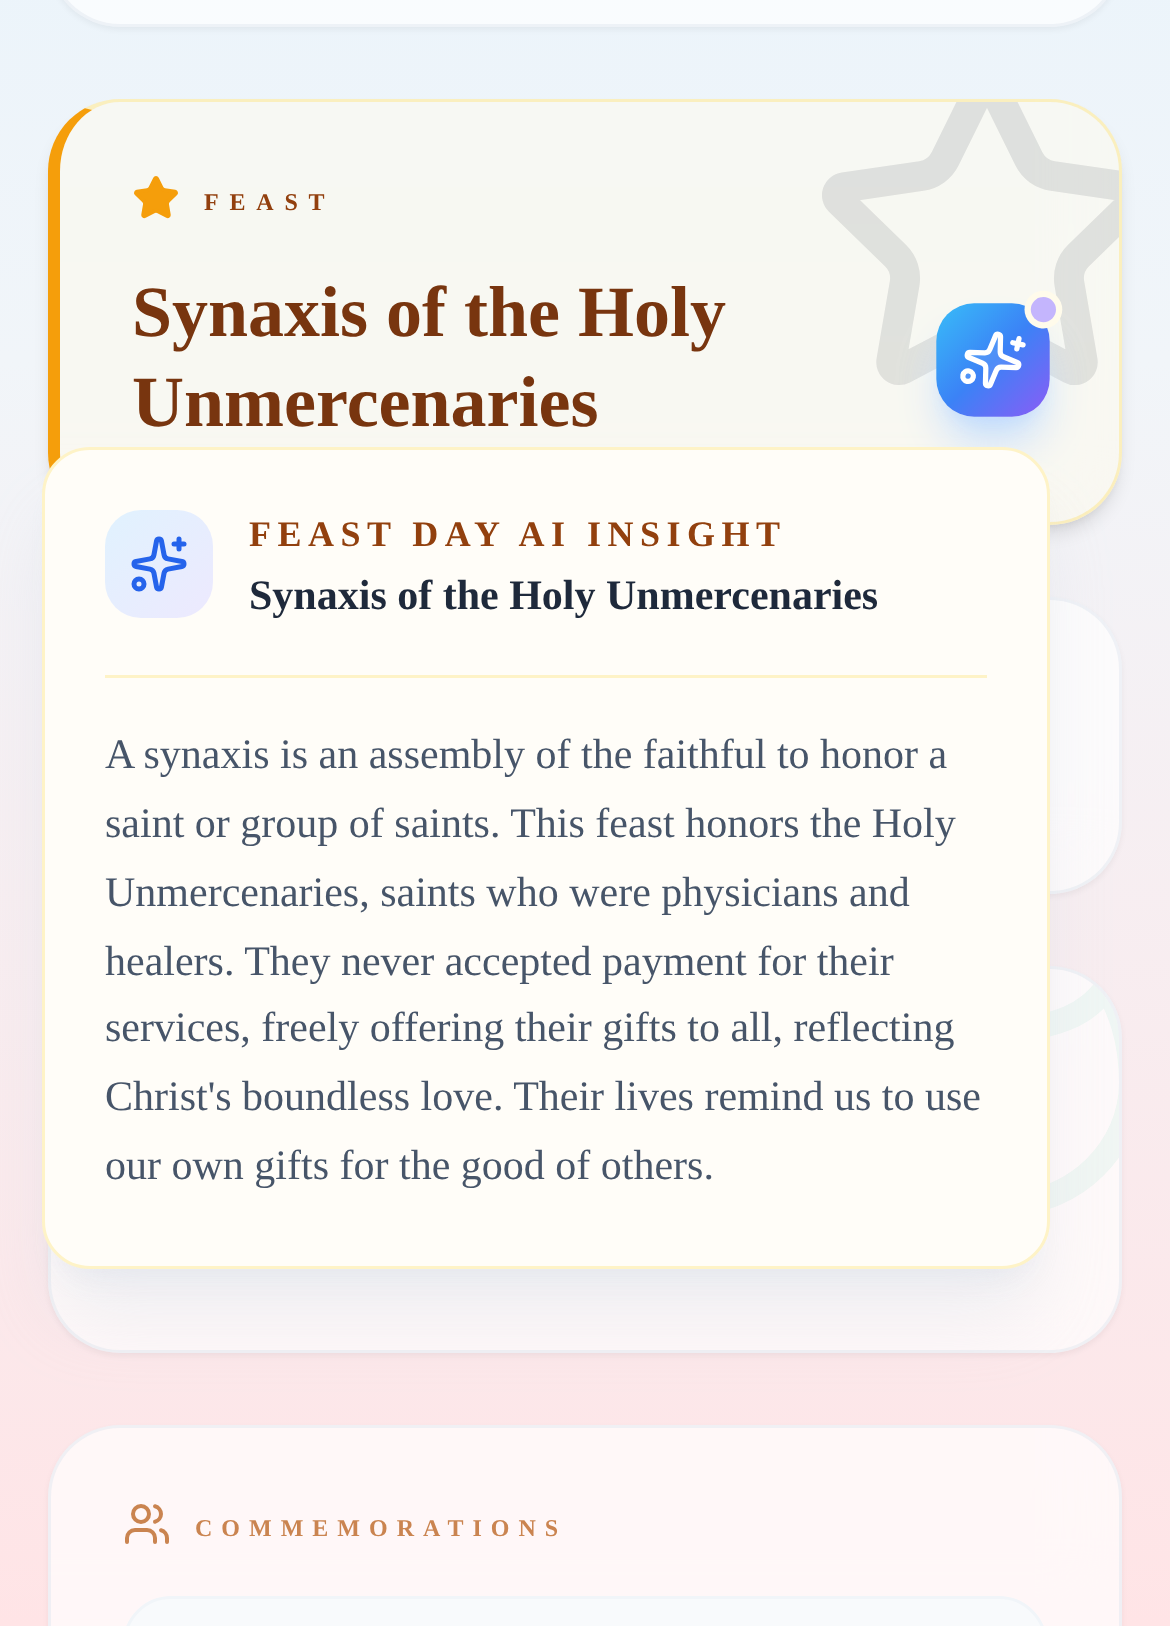 FEAST
Synaxis of the Holy
Unmercenaries
FEAST DAY AI INSIGHT
Synaxis of the Holy Unmercenaries
A synaxis is an assembly of the faithful to honor a
saint or group of saints. This feast honors the Holy
Unmercenaries, saints who were physicians and
healers. They never accepted payment for their
services, freely offering their gifts to all, reflecting
Christ's boundless love. Their lives remind us to use
our own gifts for the good of others.
COMMEMORATIONS